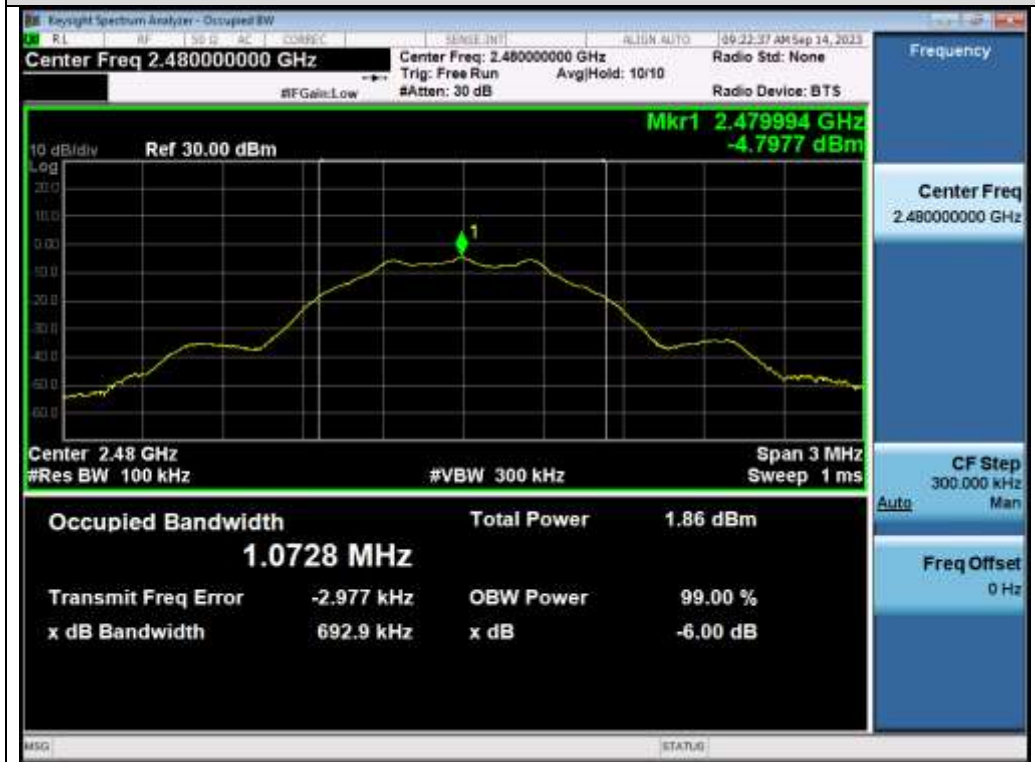 Keysight Spectrum Analyzer - Occupied BW
RL RF 50 Ω AC CORREC SENSE:INT ALIGN AUTO 09:22:37 AM Sep 14, 2023
Center Freq 2.480000000 GHz
Center Freq: 2.480000000 GHz
Radio Std: None
Trig: Free Run Avg|Hold: 10/10
#IFGain:Low
#Atten: 30 dB
Radio Device: BTS
Frequency
Mkr1 2.479994 GHz
-4.7977 dBm
10 dB/div Ref 30.00 dBm
Log
20.0
10.0
0.00
-10.0
-20.0
-30.0
-40.0
-50.0
-60.0
1
Center 2.48 GHz
Span 3 MHz
#Res BW 100 kHz
#VBW 300 kHz
Sweep 1 ms
Center Freq
2.480000000 GHz
CF Step
300.000 kHz
Auto Man
Freq Offset
0 Hz
Occupied Bandwidth
1.0728 MHz
Total Power 1.86 dBm
Transmit Freq Error -2.977 kHz
OBW Power 99.00 %
x dB Bandwidth 692.9 kHz
x dB -6.00 dB
MSG
STATUS